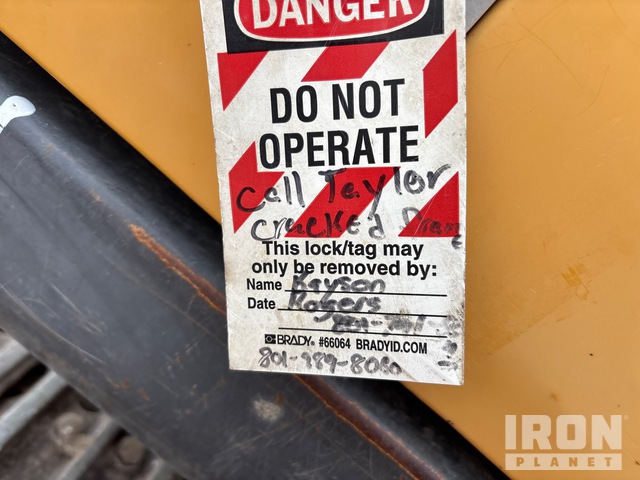 DANGER
DO NOT
OPERATE
Call Taylor
Cracked Frame
This lock/tag may
only be removed by:
Name Kayson
Date Rogers
BRADY® #66064 BRADYID.COM
801-989-8060
IRON
PLANET